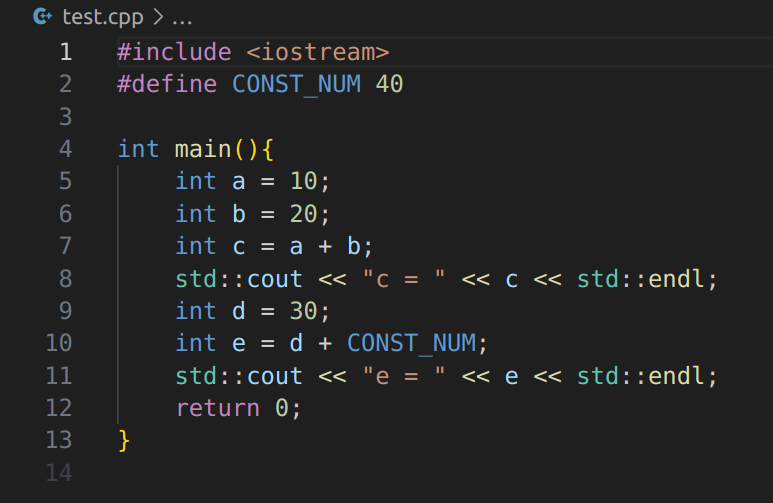 test.cpp > ...
1 #include <iostream>
2 #define CONST_NUM 40
3
4 int main(){
5     int a = 10;
6     int b = 20;
7     int c = a + b;
8     std::cout << "c = " << c << std::endl;
9     int d = 30;
10     int e = d + CONST_NUM;
11     std::cout << "e = " << e << std::endl;
12     return 0;
13 }
14